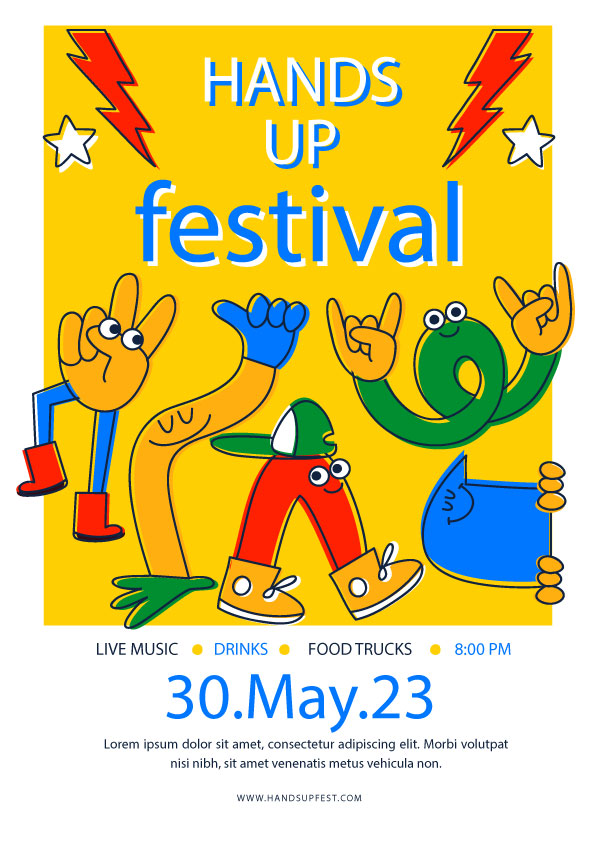 HANDS
UP
festival
LIVE MUSIC ● DRINKS ● FOOD TRUCKS ● 8:00 PM
30.May.23
Lorem ipsum dolor sit amet, consectetur adipiscing elit. Morbi volutpat
nisi nibh, sit amet venenatis metus vehicula non.
WWW.HANDSUPFEST.COM